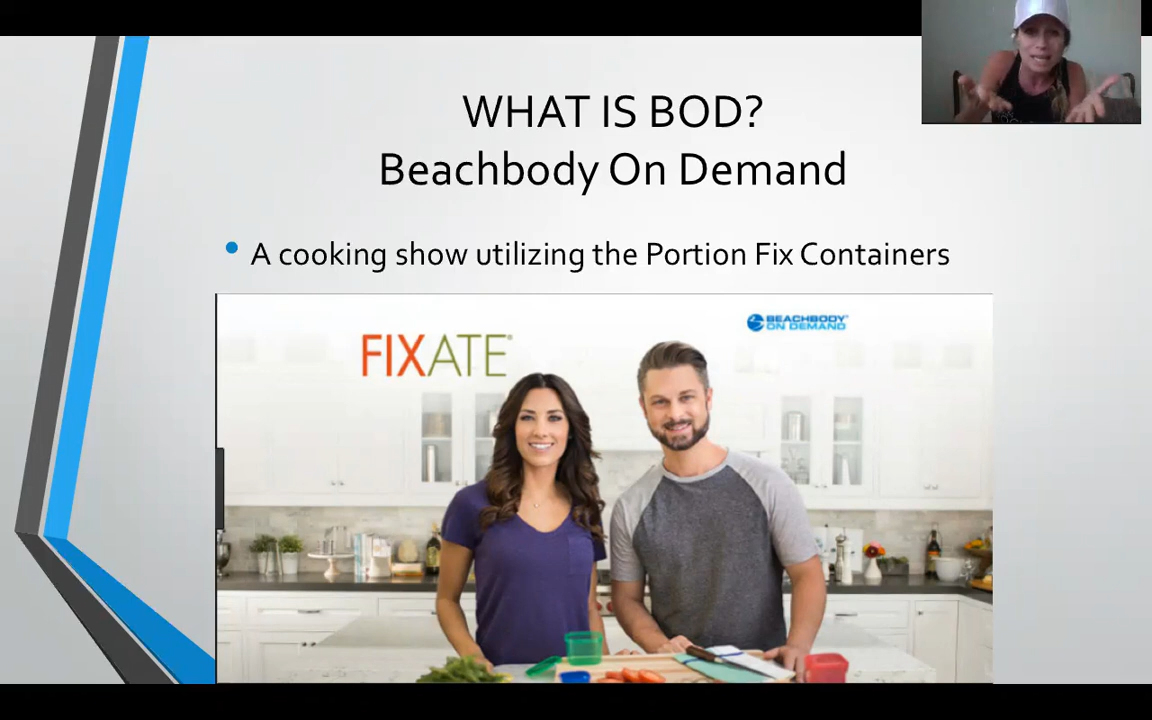 WHAT IS BOD?
Beachbody On Demand
• A cooking show utilizing the Portion Fix Containers
FIXATE®
BEACHBODY®
ON DEMAND